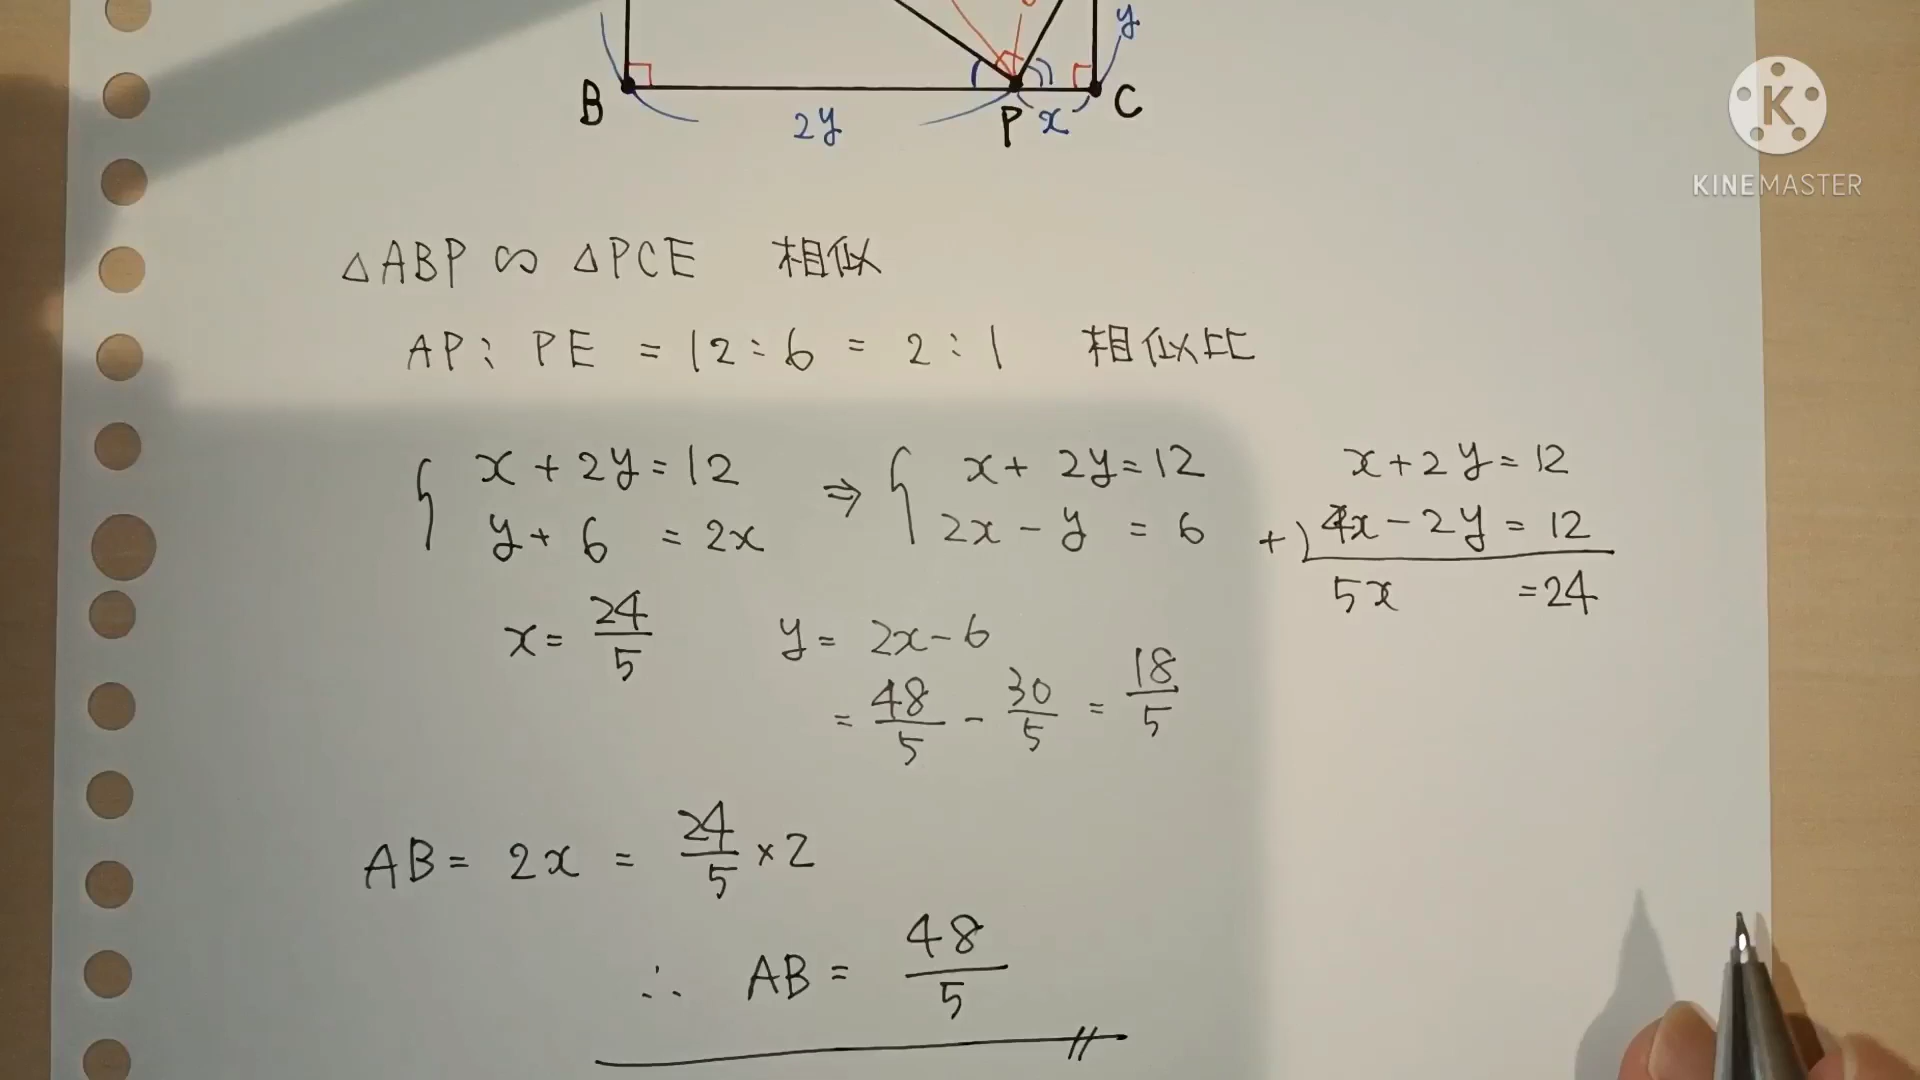 y
B 2y P x C
K
KINEMASTER
△ABP ∽ △PCE 相似
AP : PE = 12 : 6 = 2 : 1 相似比
x + 2y = 12 ⇒ x + 2y = 12 x + 2y = 12
y + 6 = 2x 2x - y = 6 +) 4x - 2y = 12
5x = 24
x = 24/5 y = 2x - 6
= 48/5 - 30/5 = 18/5
AB = 2x = 24/5 × 2
∴ AB = 48/5